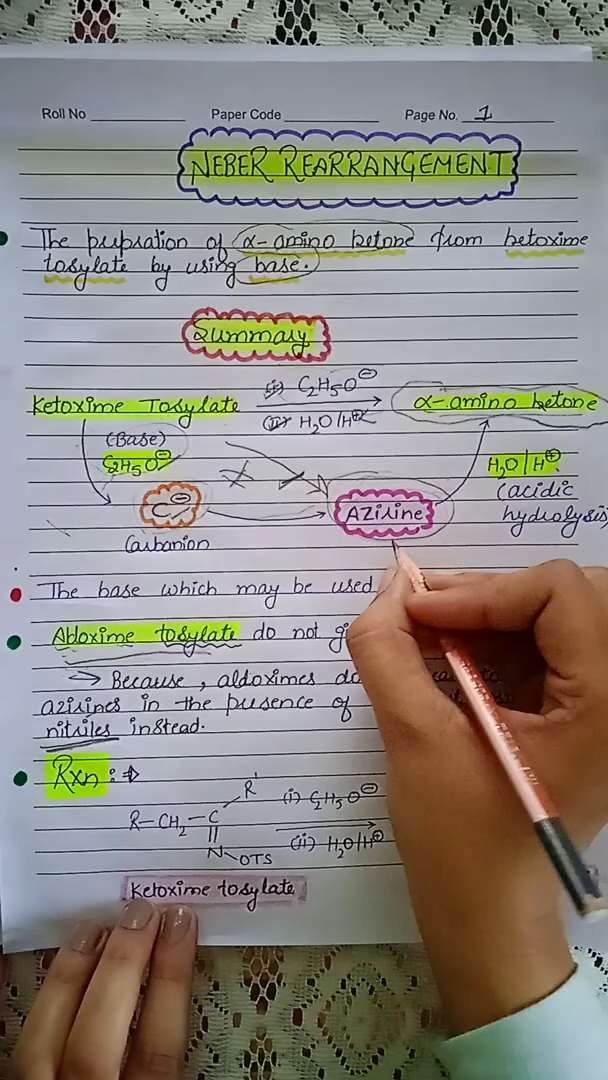 Roll No Paper Code Page No. 1
NEBER REARRANGEMENT
The prepration of α-amino ketone from ketoxime
tosylate by using base.
Summary
Ketoxime Tosylate (i) C2H5O⊖ α-amino ketone
(ii) H2O/H⊕
(Base)
C2H5O⊖
H2O/H⊕
(acidic
hydrolysis)
C⊖
Azirine
Carbanion
The base which may be used
Aldoxime tosylate do not
Because, aldoximes do
azirines in the presence of
nitriles instead.
Rxn :⇒
R'
R-CH2-C (i) C2H5O⊖
(ii) H2O/H⊕
N-OTS
Ketoxime tosylate